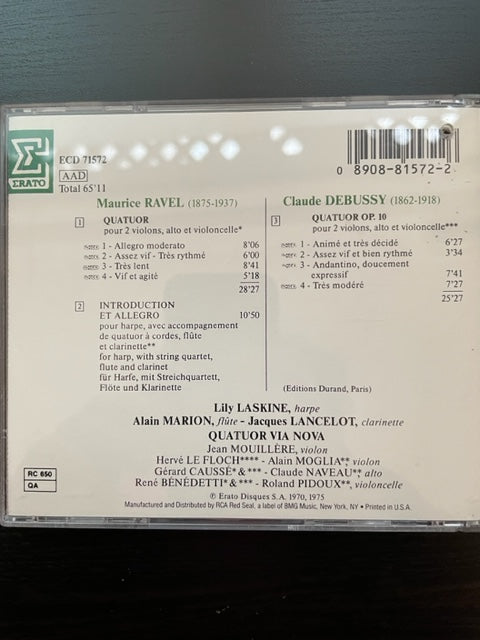 ERATO
ECD 71572
AAD
Total 65'11
0 8908-81572-2
Maurice RAVEL (1875-1937)
1 QUATUOR
pour 2 violons, alto et violoncelle*
INDEX 1 - Allegro moderato 8'06
INDEX 2 - Assez vif - Très rythmé 6'00
INDEX 3 - Très lent 8'41
INDEX 4 - Vif et agité 5'18
28'27
2 INTRODUCTION
ET ALLEGRO 10'50
pour harpe, avec accompagnement
de quatuor à cordes, flûte
et clarinette**
for harp, with string quartet,
flute and clarinet
für Harfe, mit Streichquartett,
Flöte und Klarinette
Claude DEBUSSY (1862-1918)
3 QUATUOR OP. 10
pour 2 violons, alto et violoncelle***
INDEX 1 - Animé et très décidé 6'27
INDEX 2 - Assez vif et bien rythmé 3'34
INDEX 3 - Andantino, doucement
expressif 7'41
INDEX 4 - Très modéré 7'27
25'27
(Editions Durand, Paris)
Lily LASKINE, harpe
Alain MARION, flûte - Jacques LANCELOT, clarinette
QUATUOR VIA NOVA
Jean MOUILLÈRE, violon
Hervé LE FLOCH**** - Alain MOGLIA**, violon
Gérard CAUSSÉ*&*** - Claude NAVEAU**, alto
René BÉNÉDETTI*&*** - Roland PIDOUX**, violoncelle
℗ Erato Disques S.A. 1970, 1975
Manufactured and Distributed by RCA Red Seal, a label of BMG Music, New York, NY • Printed in U.S.A.
RC 650
QA